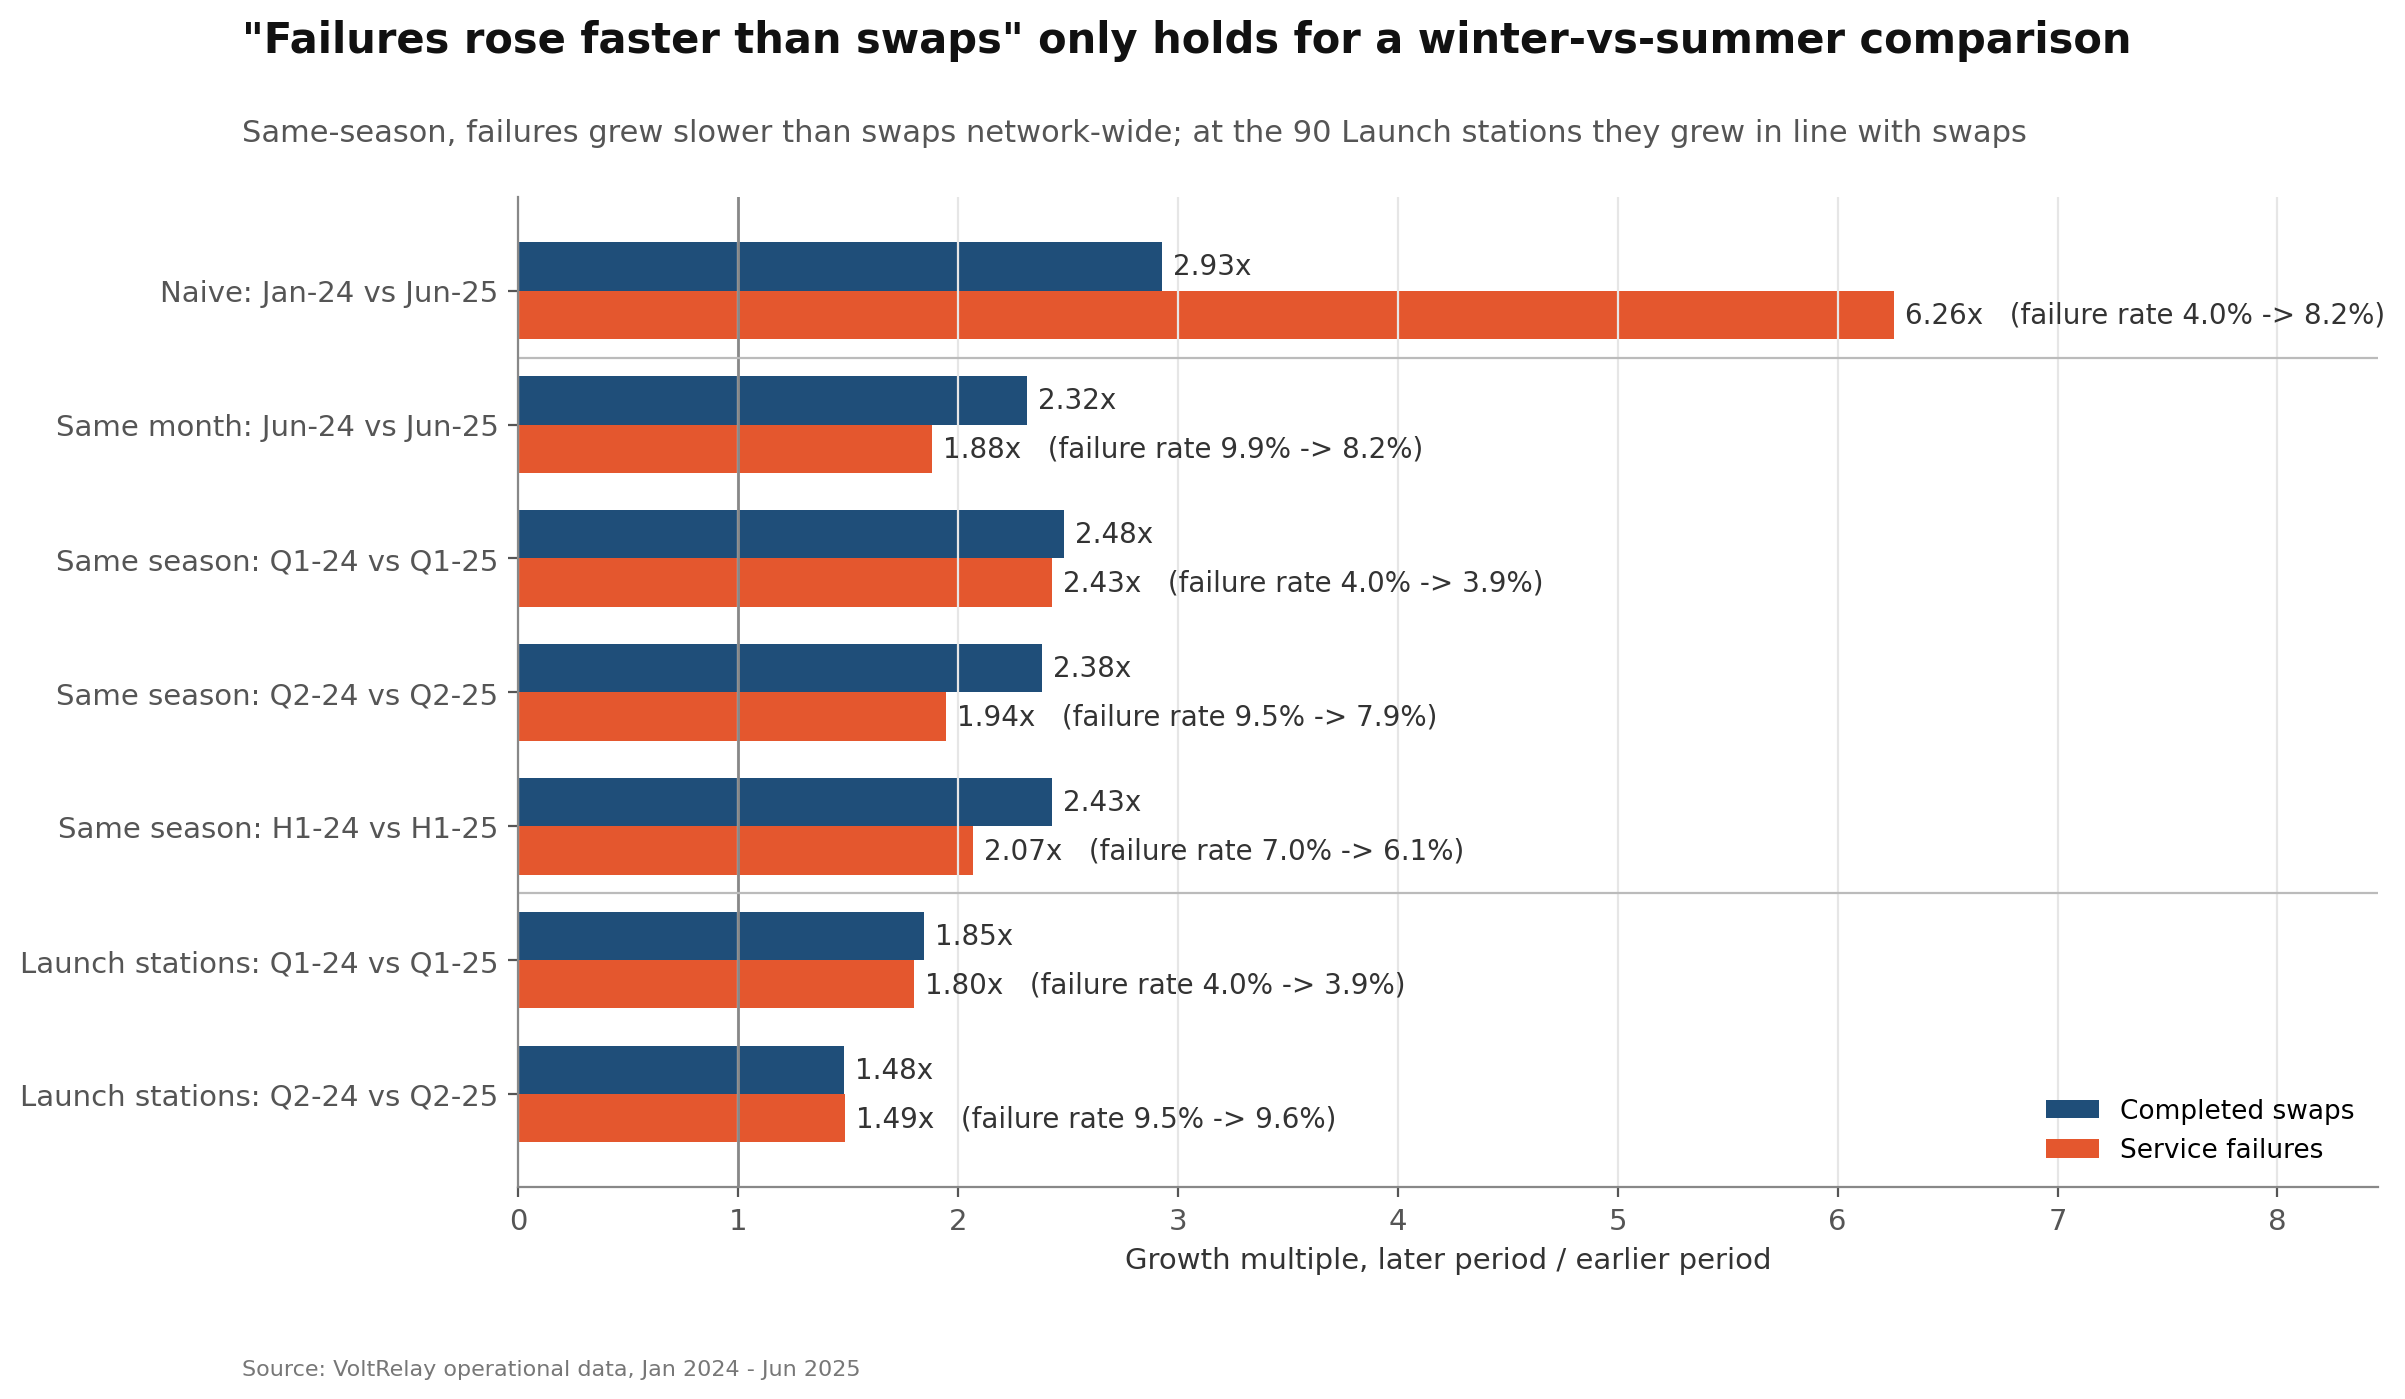 "Failures rose faster than swaps" only holds for a winter-vs-summer comparison
Same-season, failures grew slower than swaps network-wide; at the 90 Launch stations they grew in line with swaps
Naive: Jan-24 vs Jun-25
2.93x
6.26x (failure rate 4.0% -> 8.2%)
Same month: Jun-24 vs Jun-25
2.32x
1.88x (failure rate 9.9% -> 8.2%)
Same season: Q1-24 vs Q1-25
2.48x
2.43x (failure rate 4.0% -> 3.9%)
Same season: Q2-24 vs Q2-25
2.38x
1.94x (failure rate 9.5% -> 7.9%)
Same season: H1-24 vs H1-25
2.43x
2.07x (failure rate 7.0% -> 6.1%)
Launch stations: Q1-24 vs Q1-25
1.85x
1.80x (failure rate 4.0% -> 3.9%)
Launch stations: Q2-24 vs Q2-25
1.48x
1.49x (failure rate 9.5% -> 9.6%)
Completed swaps
Service failures
0 1 2 3 4 5 6 7 8
Growth multiple, later period / earlier period
Source: VoltRelay operational data, Jan 2024 - Jun 2025